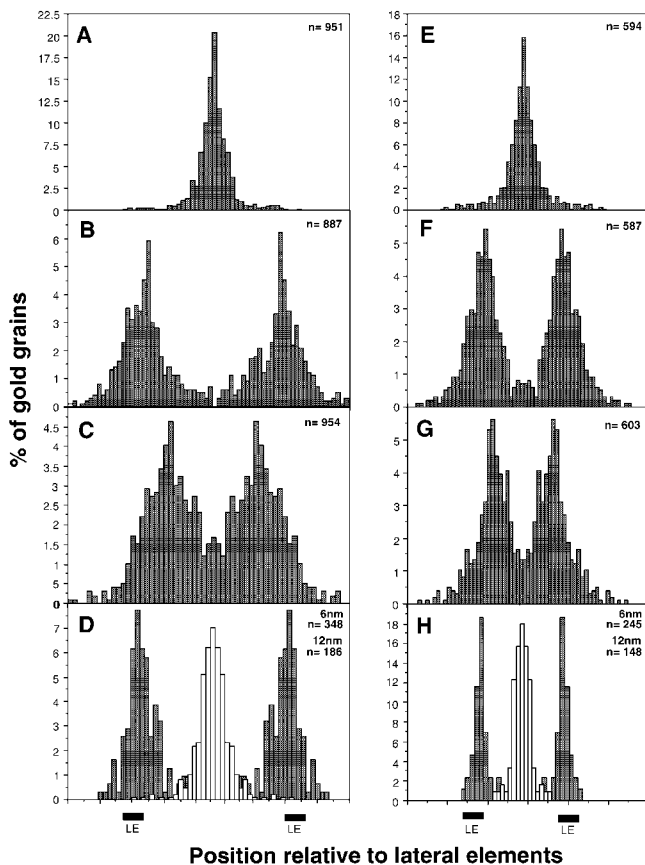 A
n= 951
22.5
20
17.5
15
12.5
10
7.5
5
2.5
0
E
n= 594
18
16
14
12
10
8
6
4
2
0
B
n= 887
6
5
4
3
2
1
0
F
n= 587
5
4
3
2
1
0
C
n= 954
4.5
4
3.5
3
2.5
2
1.5
1
5
0
G
n= 603
5
4
3
2
1
0
D
6nm
n= 348
12nm
n= 186
7
6
5
4
3
2
1
0
H
6nm
n= 245
12nm
n= 148
18
16
14
12
10
8
6
4
2
0
% of gold grains
LE
LE
LE
LE
Position relative to lateral elements